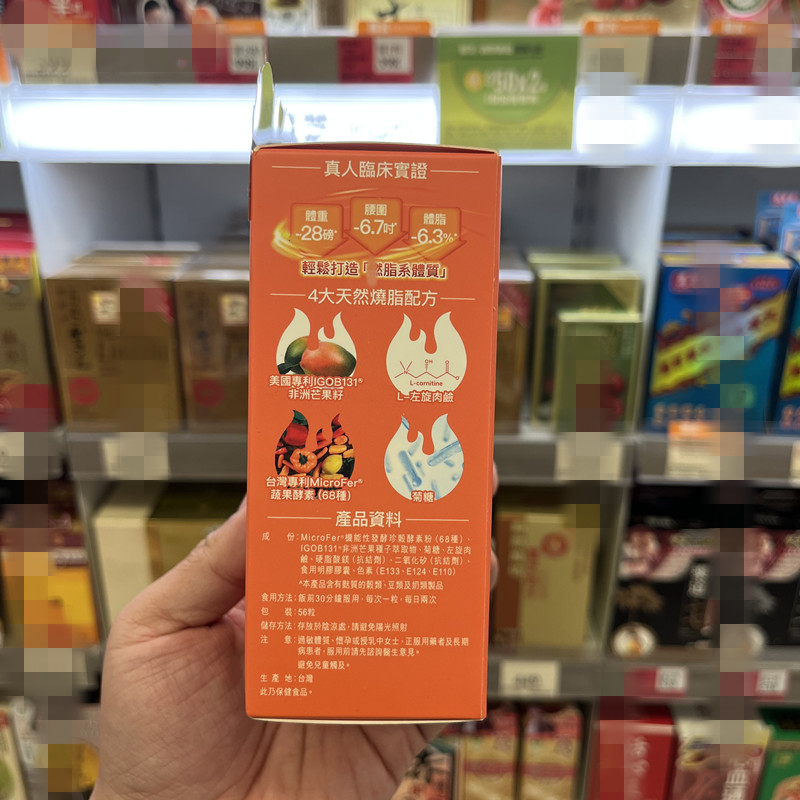 真人臨床實證
體重
-28磅*
腰圍
-6.7吋*
體脂
-6.3%*
輕鬆打造「燃脂系體質」
4大天然燒脂配方
美國專利IGOB131®
非洲芒果籽
L-carnitine
L-左旋肉鹼
台灣專利MicroFer®
蔬果酵素(68種)
菊糖
產品資料
成 份：MicroFer®機能性發酵珍穀酵素粉(68種)、
IGOB131®非洲芒果種子萃取物、菊糖、左旋肉
鹼、硬脂酸鎂(抗結劑)、二氧化矽(抗結劑)、
食用明膠膠囊、色素(E133、E124、E110)
^本產品含有麩質的穀類、豆類及奶類製品
食用方法：飯前30分鐘服用，每次一粒，每日兩次
包 裝：56粒
儲存方法：存放於陰涼處，請避免陽光照射
注 意：過敏體質、懷孕或授乳中女士，正服用藥者及長期
病患者，服用前請先諮詢醫生意見。
避免兒童觸及。
生 產 地：台灣
此乃保健食品。